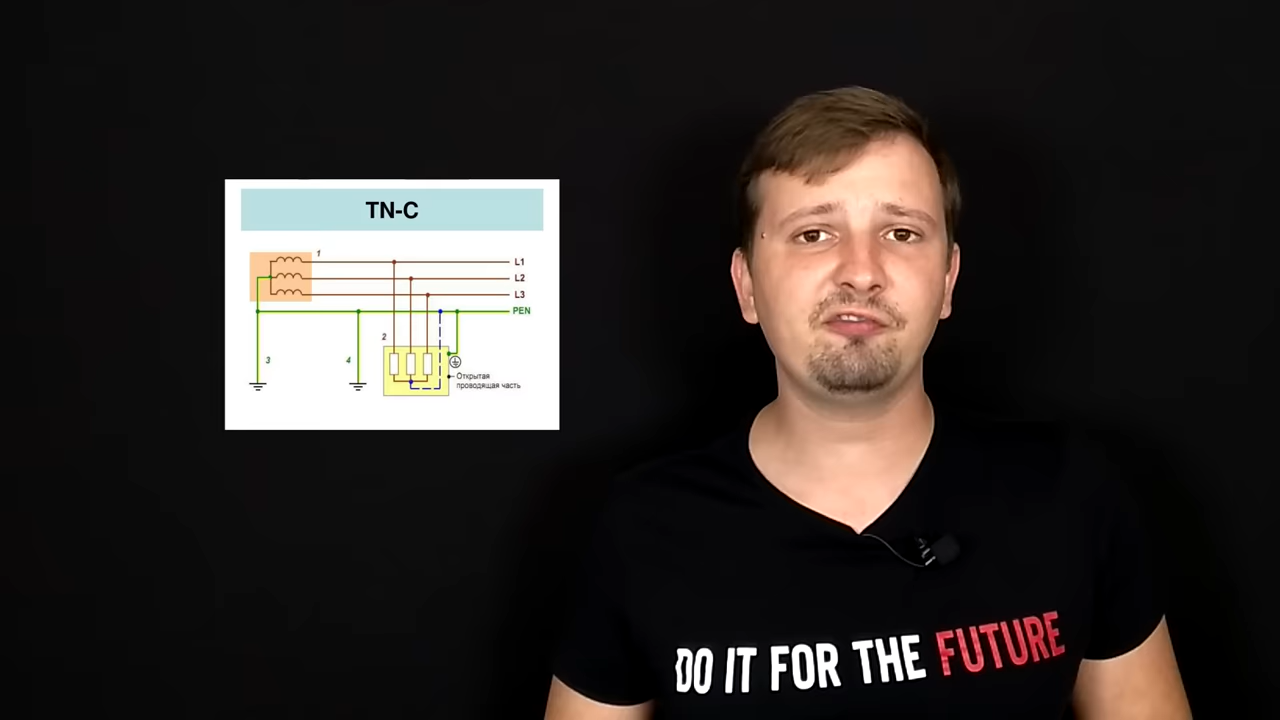 TN-C
1
L1
L2
L3
PEN
2
3
4
Открытая
проводящая часть
DO IT FOR THE FUTURE